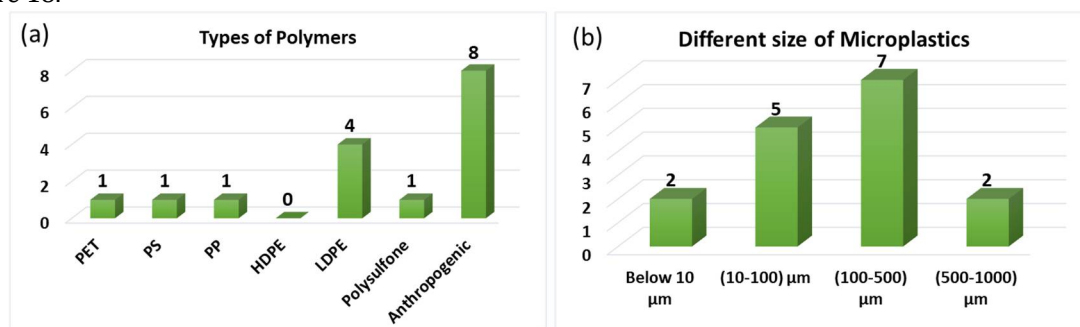 (a)
Types of Polymers
8
6
4
2
0
1
1
1
0
4
1
8
PET
PS
PP
HDPE
LDPE
Polysulfone
Anthropogenic
(b)
Different size of Microplastics
7
6
5
4
3
2
1
0
2
5
7
2
Below 10
µm
(10-100) µm
(100-500)
µm
(500-1000)
µm